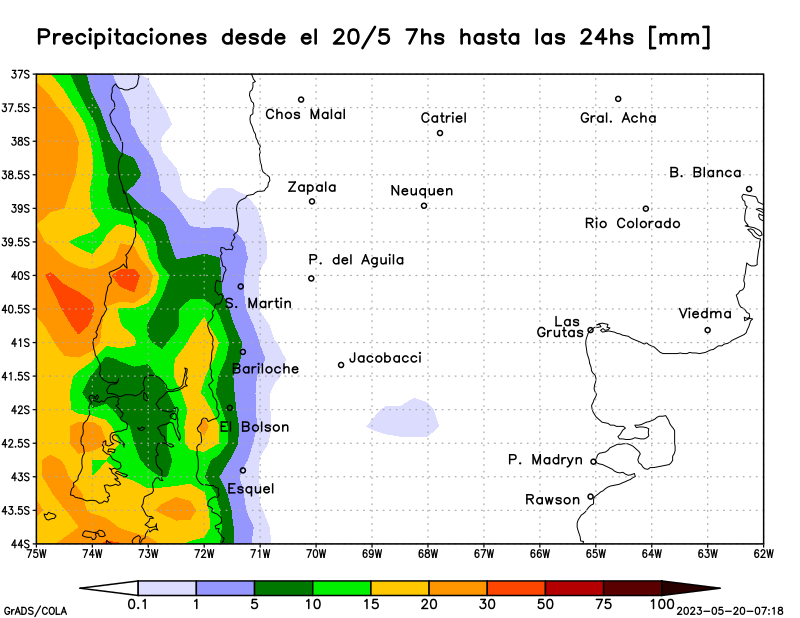 Precipitaciones desde el 20/5 7hs hasta las 24hs [mm]
37S
37.5S
Chos Malal
Catriel
Gral. Acha
38S
38.5S
B. Blanca
Zapala
Neuquen
39S
Rio Colorado
39.5S
P. del Aguila
40S
S. Martin
40.5S
Las
Grutas
Viedma
41S
Bariloche
Jacobacci
41.5S
42S
El Bolson
42.5S
P. Madryn
43S
Esquel
Rawson
43.5S
44S
75W 74W 73W 72W 71W 70W 69W 68W 67W 66W 65W 64W 63W 62W
0.1 1 5 10 15 20 30 50 75 100
GrADS/COLA
2023-05-20-07:18